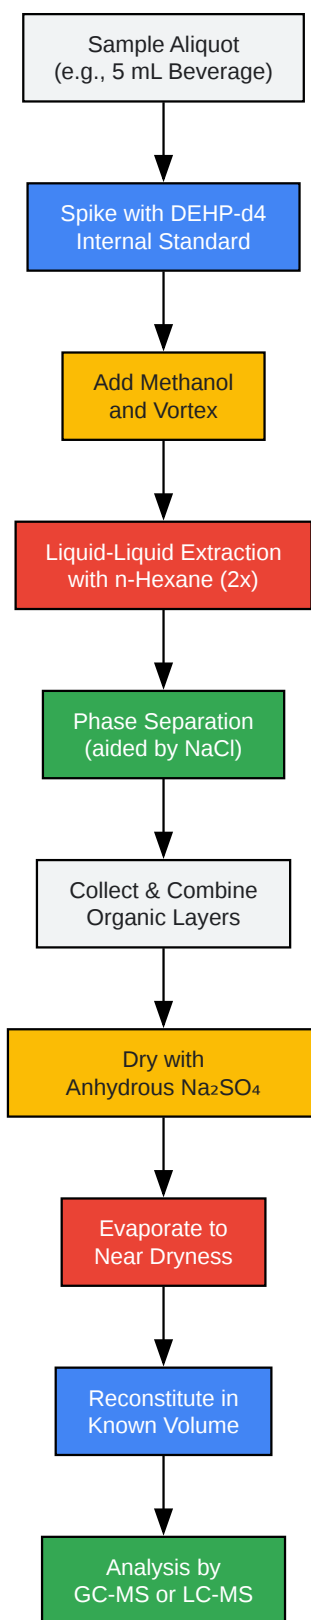 Sample Aliquot
(e.g., 5 mL Beverage)
Spike with DEHP-d4
Internal Standard
Add Methanol
and Vortex
Liquid-Liquid Extraction
with n-Hexane (2x)
Phase Separation
(aided by NaCl)
Collect & Combine
Organic Layers
Dry with
Anhydrous Na₂SO₄
Evaporate to
Near Dryness
Reconstitute in
Known Volume
Analysis by
GC-MS or LC-MS